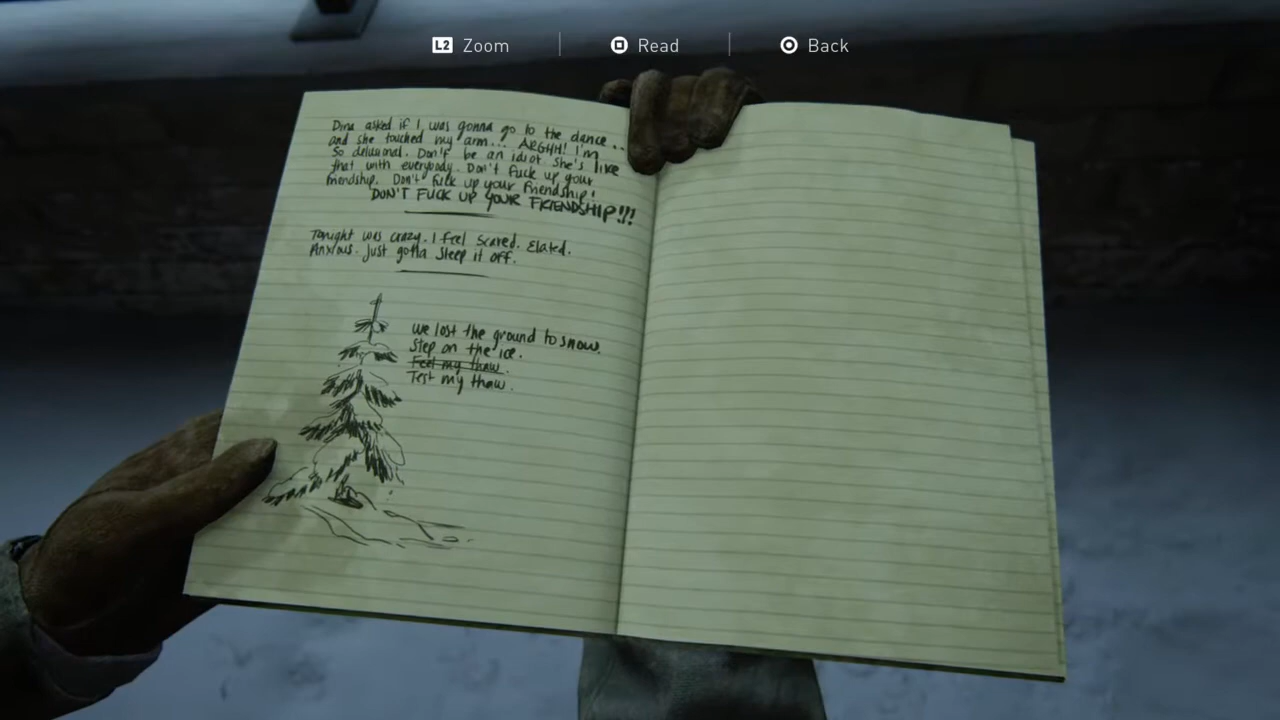 L2 Zoom
Read
Back
Dina asked if I was gonna go to the dance...
and she touched my arm... ARGHH! I'm
so delusional. Don't be an idiot she's like
that with everybody. Don't fuck up your
friendship. Don't fuck up your friendship!
DON'T FUCK UP YOUR FRIENDSHIP!!!
Tonight was crazy. I feel scared. Elated.
Anxious. Just gotta sleep it off.
We lost the ground to snow.
Step on the ice.
Feel my thaw.
Test my thaw.